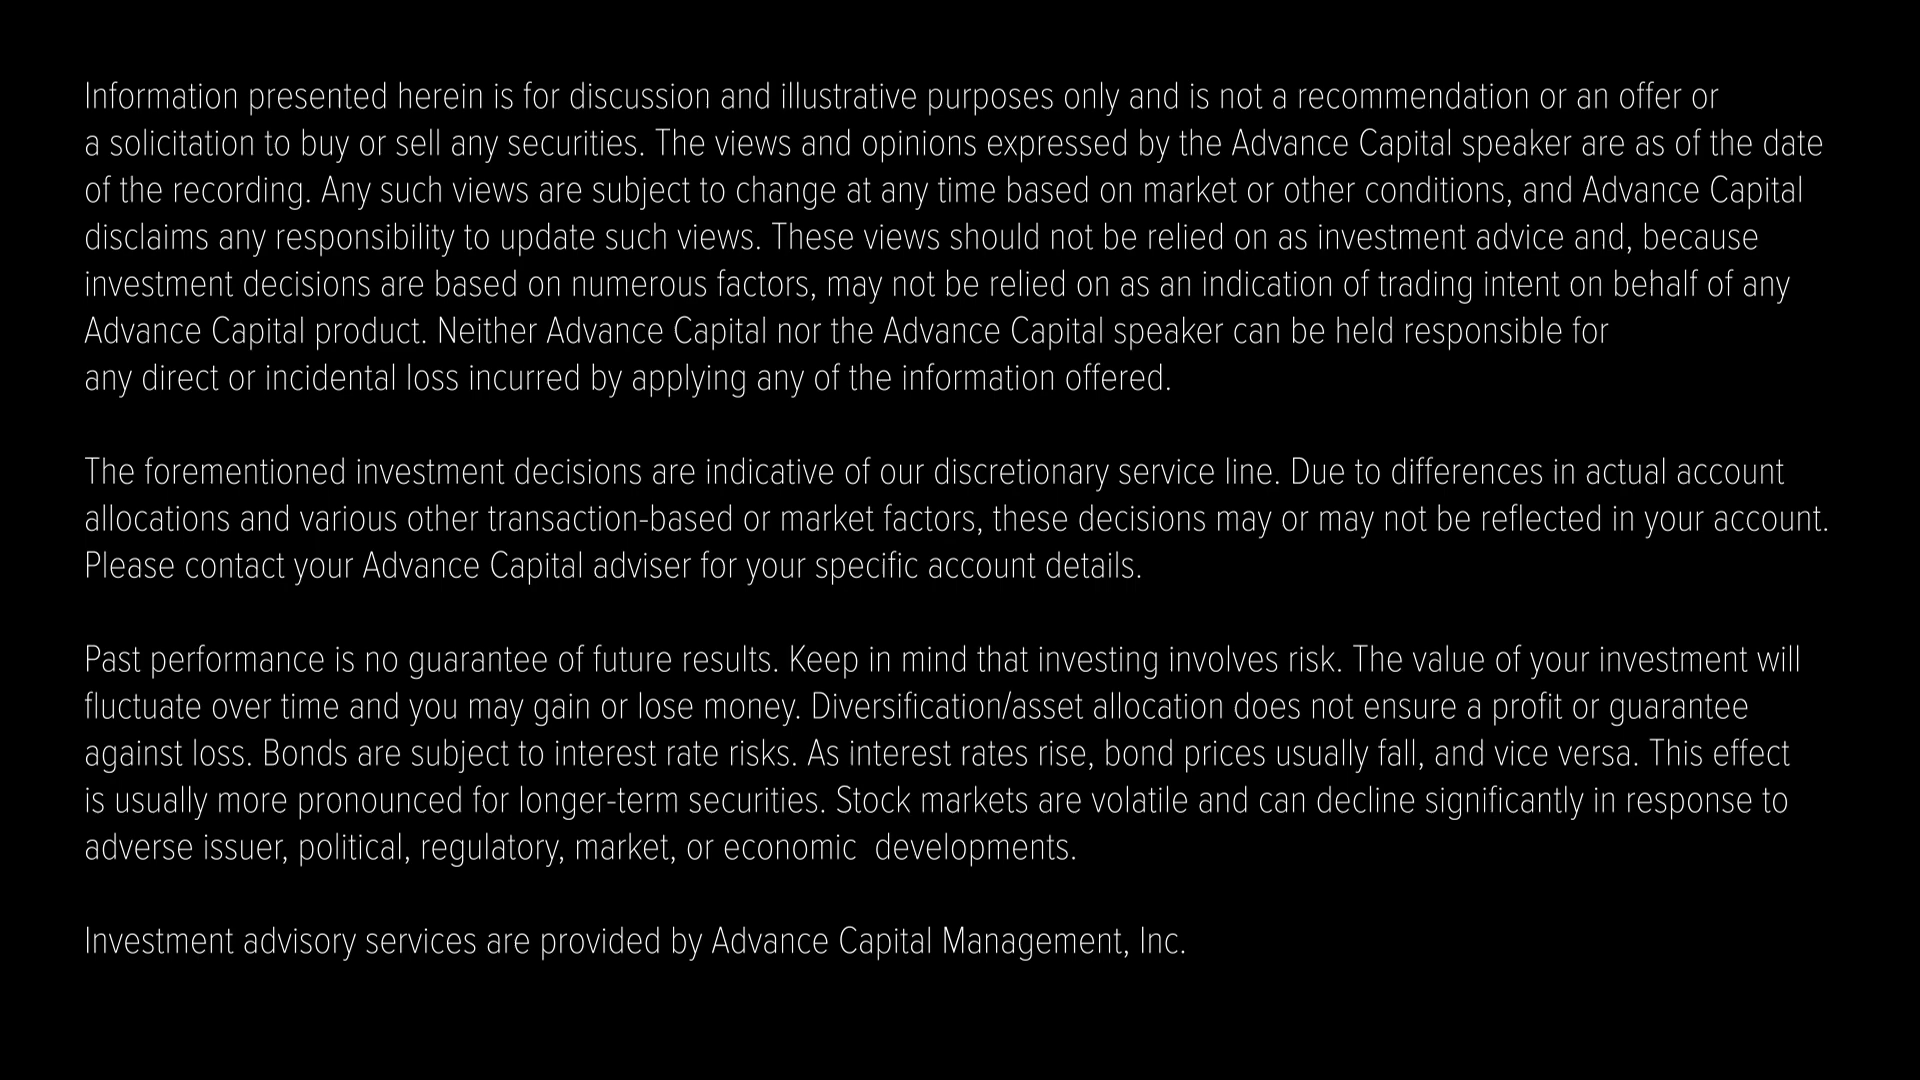 Information presented herein is for discussion and illustrative purposes only and is not a recommendation or an offer or
a solicitation to buy or sell any securities. The views and opinions expressed by the Advance Capital speaker are as of the date
of the recording. Any such views are subject to change at any time based on market or other conditions, and Advance Capital
disclaims any responsibility to update such views. These views should not be relied on as investment advice and, because
investment decisions are based on numerous factors, may not be relied on as an indication of trading intent on behalf of any
Advance Capital product. Neither Advance Capital nor the Advance Capital speaker can be held responsible for
any direct or incidental loss incurred by applying any of the information offered.

The forementioned investment decisions are indicative of our discretionary service line. Due to differences in actual account
allocations and various other transaction-based or market factors, these decisions may or may not be reflected in your account.
Please contact your Advance Capital adviser for your specific account details.

Past performance is no guarantee of future results. Keep in mind that investing involves risk. The value of your investment will
fluctuate over time and you may gain or lose money. Diversification/asset allocation does not ensure a profit or guarantee
against loss. Bonds are subject to interest rate risks. As interest rates rise, bond prices usually fall, and vice versa. This effect
is usually more pronounced for longer-term securities. Stock markets are volatile and can decline significantly in response to
adverse issuer, political, regulatory, market, or economic  developments.

Investment advisory services are provided by Advance Capital Management, Inc.